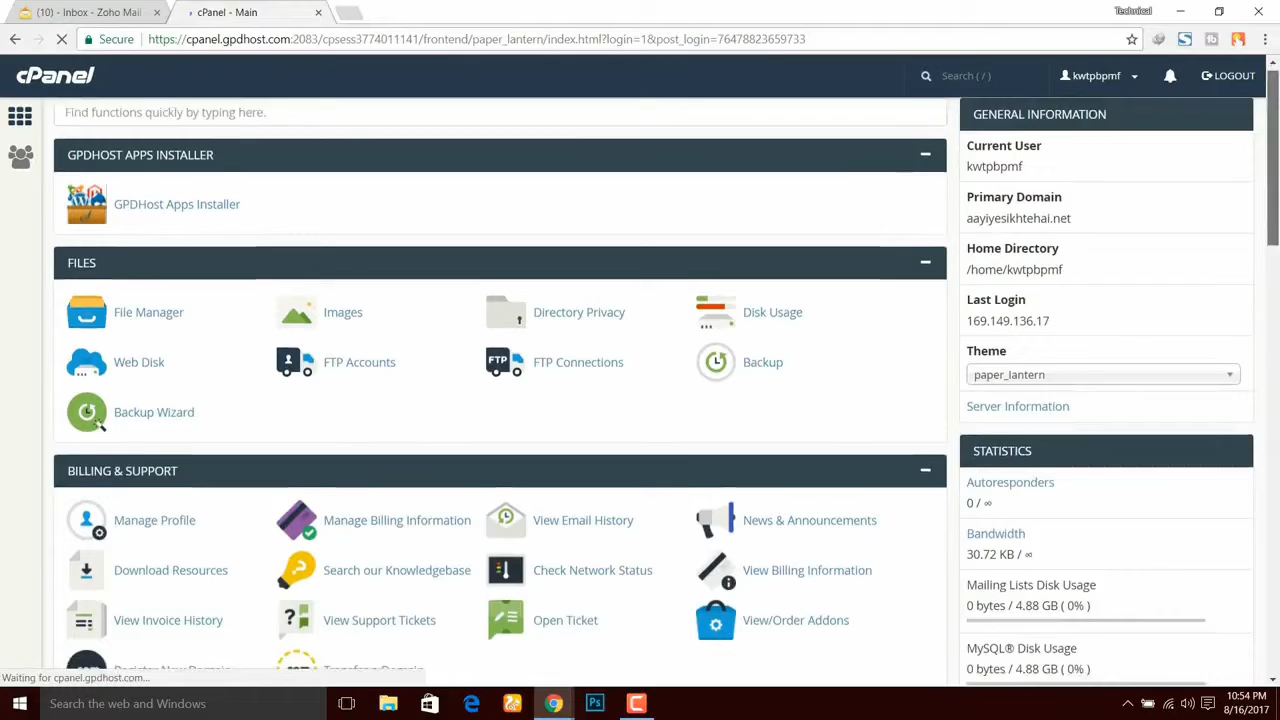 (10) - Inbox - Zoho Mail
cPanel - Main
Technical
Secure
https://cpanel.gpdhost.com:2083/cpsess3774011141/frontend/paper_lantern/index.html?login=1&post_login=76478823659733
cPanel
Search ( / )
kwtpbpmf
LOGOUT
Find functions quickly by typing here.
GPDHOST APPS INSTALLER
GPDHost Apps Installer
FILES
File Manager
Images
Directory Privacy
Disk Usage
Web Disk
FTP Accounts
FTP
FTP Connections
Backup
Backup Wizard
BILLING & SUPPORT
Manage Profile
Manage Billing Information
View Email History
News & Announcements
Download Resources
Search our Knowledgebase
Check Network Status
View Billing Information
View Invoice History
View Support Tickets
Open Ticket
View/Order Addons
Register New Domain
Transfer a Domain
GENERAL INFORMATION
Current User
kwtpbpmf
Primary Domain
aayiyesikhtehai.net
Home Directory
/home/kwtpbpmf
Last Login
169.149.136.17
Theme
paper_lantern
Server Information
STATISTICS
Autoresponders
0 / ∞
Bandwidth
30.72 KB / ∞
Mailing Lists Disk Usage
0 bytes / 4.88 GB ( 0% )
MySQL® Disk Usage
0 bytes / 4.88 GB ( 0% )
Waiting for cpanel.gpdhost.com...
Search the web and Windows
Ps
10:54 PM
8/16/2017